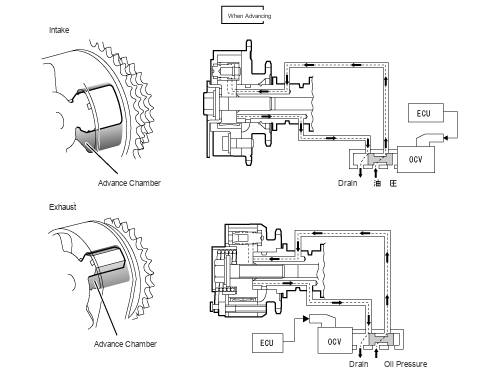 When Advancing
Intake
ECU
OCV
Advance Chamber
Drain
油 圧
Exhaust
ECU
OCV
Advance Chamber
Drain
Oil Pressure